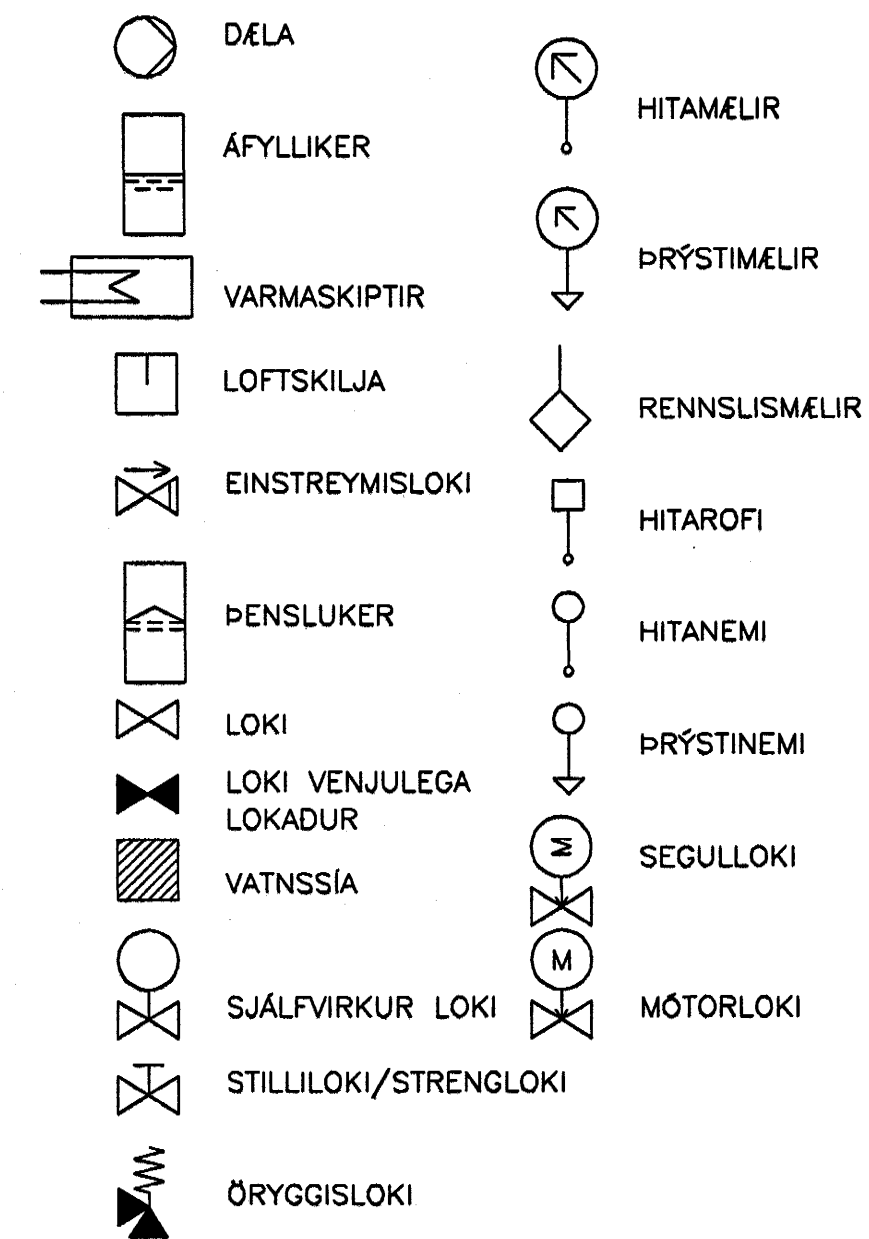 DÆLA
ÁFYLLIKER
VARMASKIPTIR
LOFTSKILJA
EINSTREYMISLOKI
ÞENSLUKER
LOKI
LOKI VENJULEGA
LOKAÐUR
VATNSSÍA
SJÁLFVIRKUR LOKI
STILLILOKI/STRENGLOKI
ÖRYGGISLOKI
HITAMÆLIR
ÞRÝSTIMÆLIR
RENNSLISMÆLIR
HITAROFI
HITANEMI
ÞRÝSTINEMI
SEGULLOKI
M
MÓTORLOKI